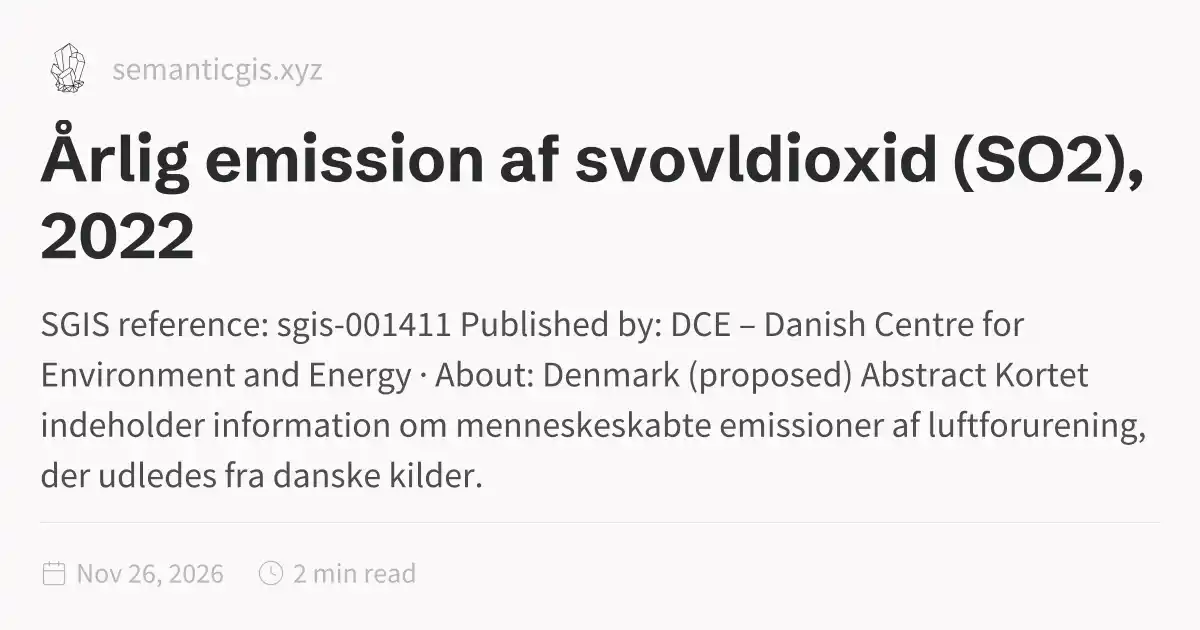 semanticgis.xyz
Årlig emission af svovldioxid (SO2),
2022
SGIS reference: sgis-001411 Published by: DCE – Danish Centre for
Environment and Energy · About: Denmark (proposed) Abstract Kortet
indeholder information om menneskeskabte emissioner af luftforurening,
der udledes fra danske kilder.
Nov 26, 2026 2 min read